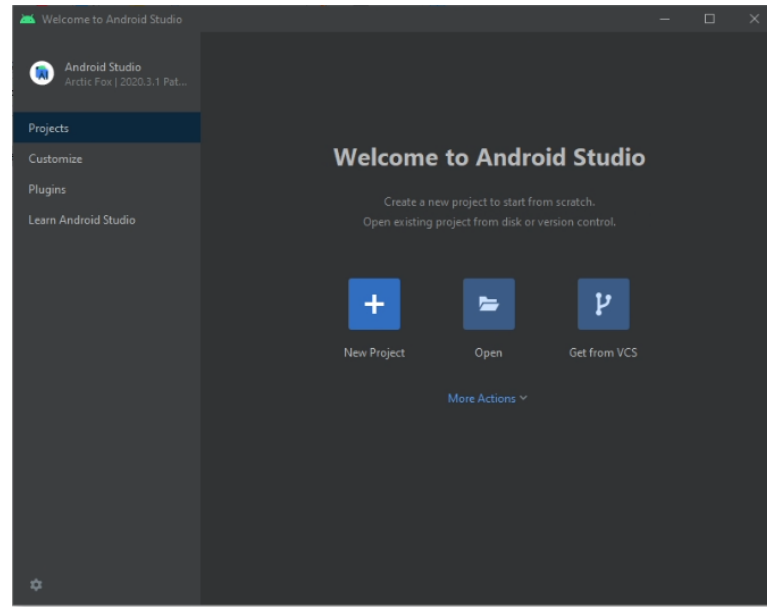 Welcome to Android Studio
Android Studio
Arctic Fox | 2020.3.1 Pat...
Projects
Customize
Plugins
Learn Android Studio
Welcome to Android Studio
Create a new project to start from scratch.
Open existing project from disk or version control.
New Project
Open
Get from VCS
More Actions